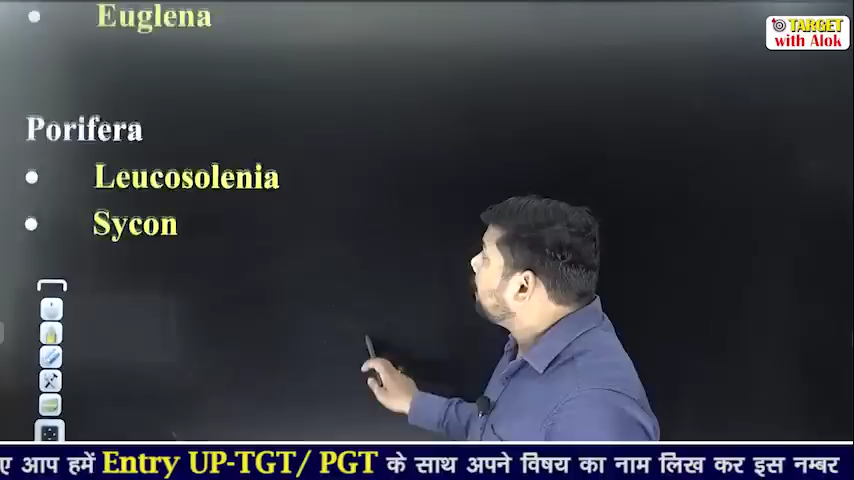 Euglena
TARGET
with Alok
Porifera
Leucosolenia
Sycon
ए आप हमें Entry UP-TGT/ PGT के साथ अपने विषय का नाम लिख कर इस नम्बर